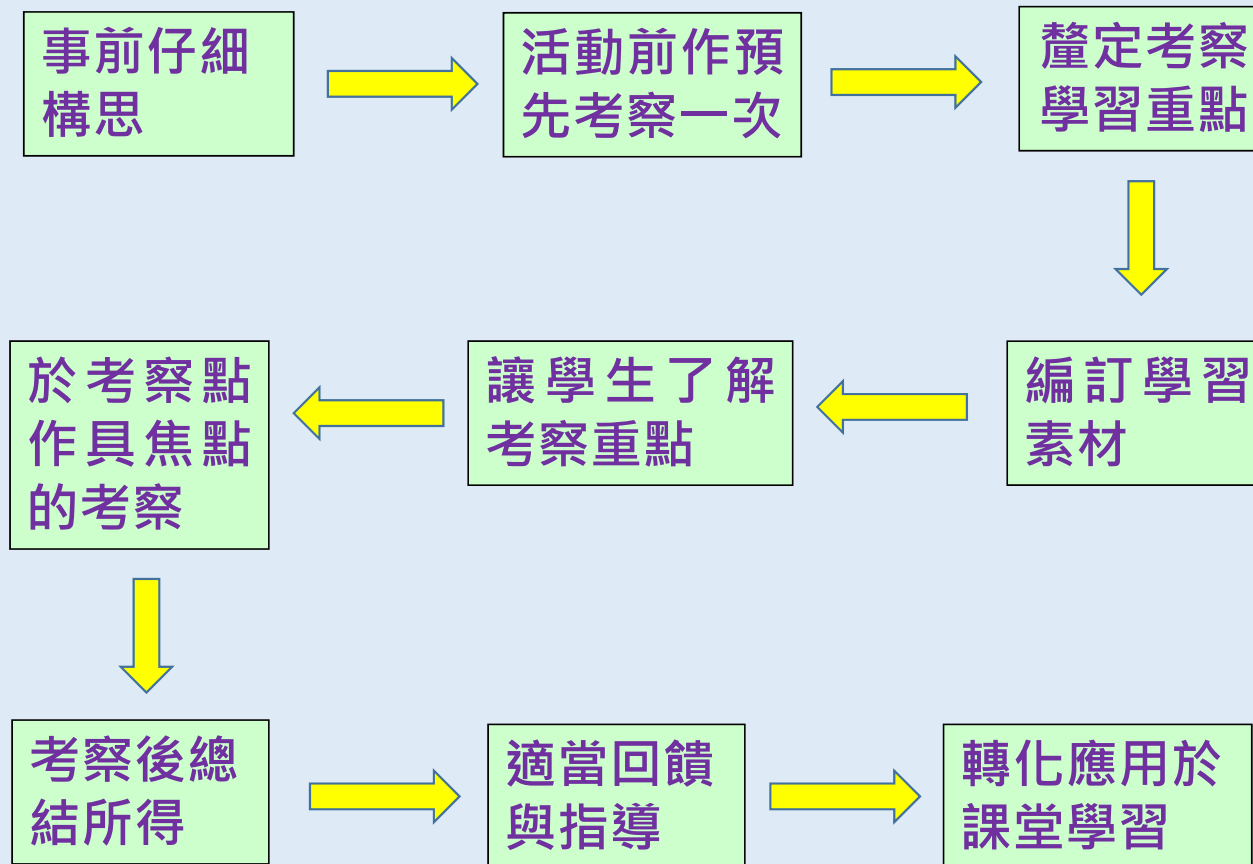 事前仔細
構思
活動前作預
先考察一次
釐定考察
學習重點
編訂學習
素材
讓學生了解
考察重點
於考察點
作具焦點
的考察
考察後總
結所得
適當回饋
與指導
轉化應用於
課堂學習